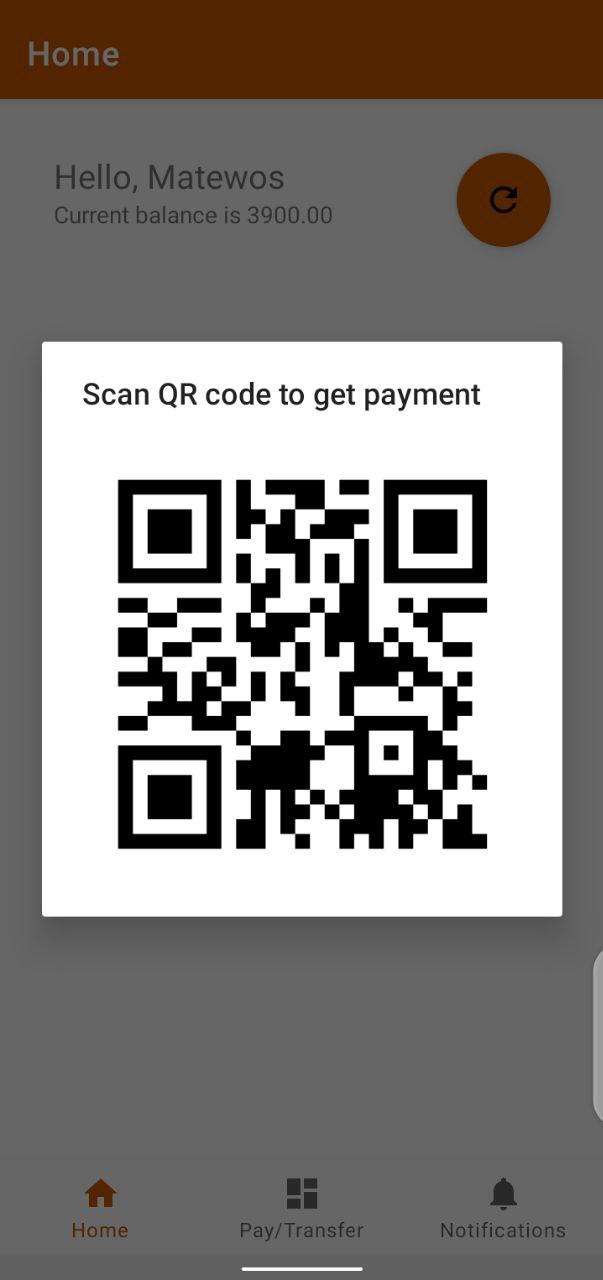 Home
Hello, Matewos
Current balance is 3900.00
Scan QR code to get payment
Home
Pay/Transfer
Notifications